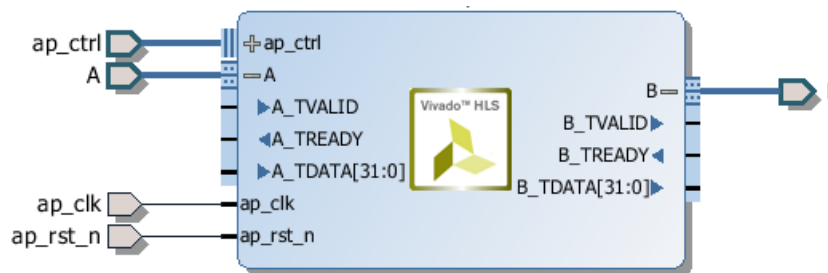 ap_ctrl
A
ap_clk
ap_rst_n
ap_ctrl
A
A_TVALID
A_TREADY
A_TDATA[31:0]
ap_clk
ap_rst_n
Vivado™ HLS
B
B_TVALID
B_TREADY
B_TDATA[31:0]